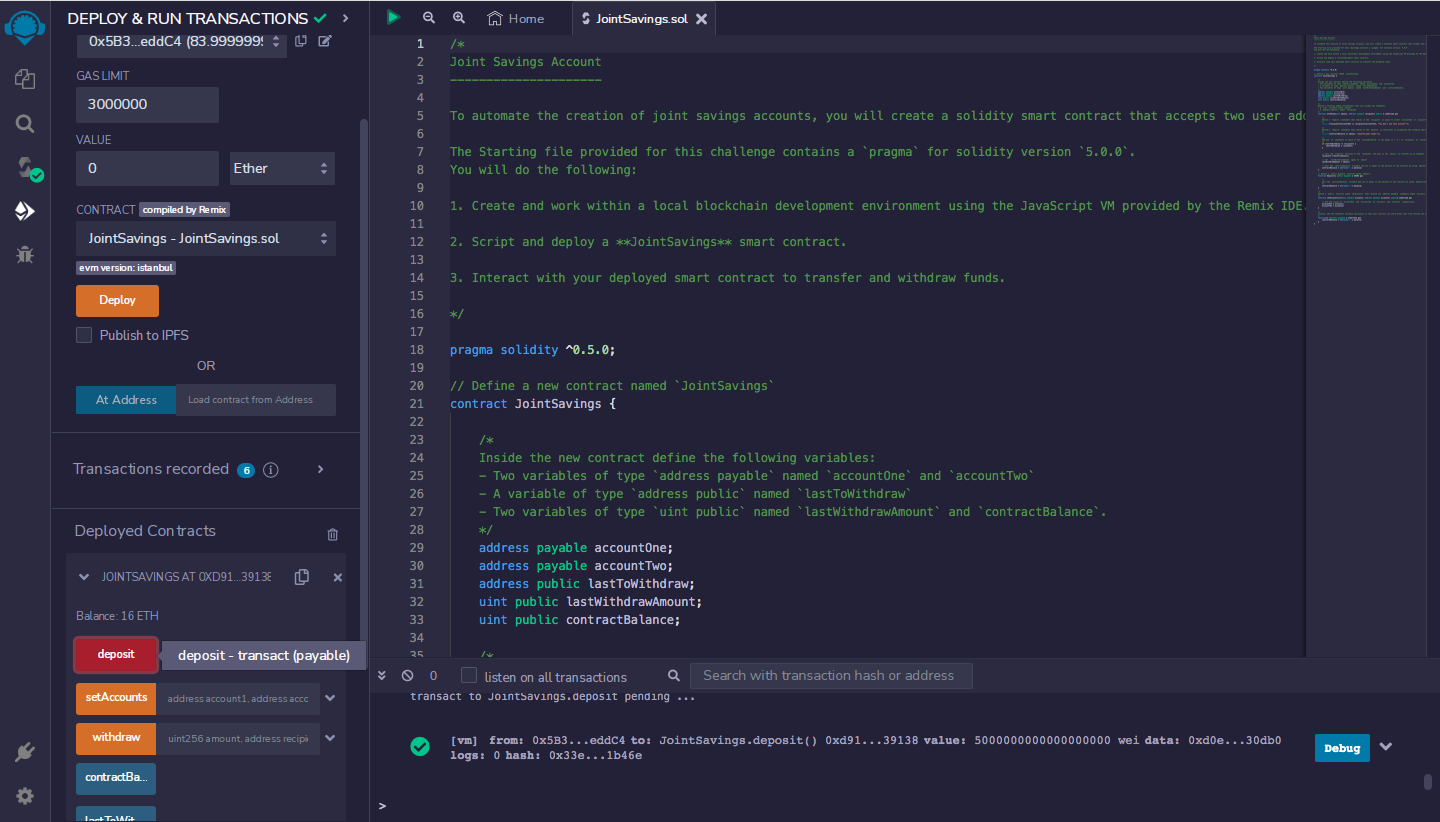 DEPLOY & RUN TRANSACTIONS
0x5B3...eddC4 (83.9999999
GAS LIMIT
3000000
VALUE
0
Ether
CONTRACT compiled by Remix
JointSavings - JointSavings.sol
evm version: istanbul
Deploy
Publish to IPFS
OR
At Address
Load contract from Address
Transactions recorded 6 i
Deployed Contracts
JOINTSAVINGS AT 0XD91...39138
Balance: 16 ETH
deposit
deposit - transact (payable)
setAccounts
address account1, address acco
withdraw
uint256 amount, address recipi
contractBa...
lastToWit...
Home
JointSavings.sol
1 /*
2 Joint Savings Account
3 ---------------------
4
5 To automate the creation of joint savings accounts, you will create a solidity smart contract that accepts two user add
6
7 The Starting file provided for this challenge contains a `pragma` for solidity version `5.0.0`.
8 You will do the following:
9
10 1. Create and work within a local blockchain development environment using the JavaScript VM provided by the Remix IDE.
11
12 2. Script and deploy a **JointSavings** smart contract.
13
14 3. Interact with your deployed smart contract to transfer and withdraw funds.
15
16 */
17
18 pragma solidity ^0.5.0;
19
20 // Define a new contract named `JointSavings`
21 contract JointSavings {
22
23 /*
24 Inside the new contract define the following variables:
25 - Two variables of type `address payable` named `accountOne` and `accountTwo`
26 - A variable of type `address public` named `lastToWithdraw`
27 - Two variables of type `uint public` named `lastWithdrawAmount` and `contractBalance`.
28 */
29 address payable accountOne;
30 address payable accountTwo;
31 address public lastToWithdraw;
32 uint public lastWithdrawAmount;
33 uint public contractBalance;
34
35 /*
0
listen on all transactions
Search with transaction hash or address
transact to JointSavings.deposit pending ...
[vm] from: 0x5B3...eddC4 to: JointSavings.deposit() 0xd91...39138 value: 5000000000000000000 wei data: 0xd0e...30db0
logs: 0 hash: 0x33e...1b46e
Debug
>